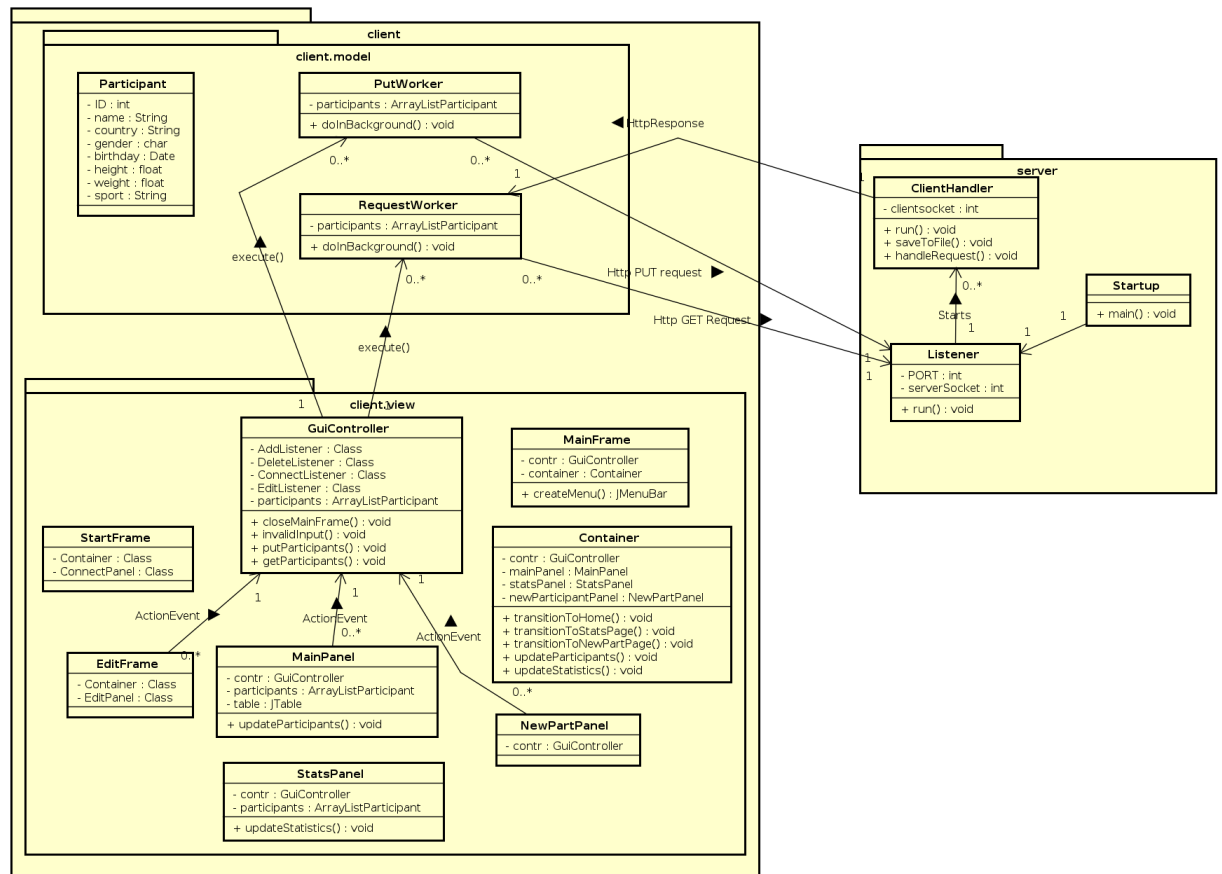 client
client.model
Participant
- ID : int
- name : String
- country : String
- gender : char
- birthday : Date
- height : float
- weight : float
- sport : String
PutWorker
- participants : ArrayListParticipant
+ doInBackground() : void
0..*
0..*
RequestWorker
- participants : ArrayListParticipant
+ doInBackground() : void
1
0..*
0..*
execute()
execute()
HttpResponse
1
Http PUT request
Http GET Request
server
ClientHandler
- clientsocket : int
+ run() : void
+ saveToFile() : void
+ handleRequest() : void
0..*
Starts
1
Startup
+ main() : void
1
1
Listener
- PORT : int
- serverSocket : int
+ run() : void
1
1
client.view
1
1
GuiController
- AddListener : Class
- DeleteListener : Class
- ConnectListener : Class
- EditListener : Class
- participants : ArrayListParticipant
+ closeMainFrame() : void
+ invalidInput() : void
+ putParticipants() : void
+ getParticipants() : void
MainFrame
- contr : GuiController
- container : Container
+ createMenu() : JMenuBar
StartFrame
- Container : Class
- ConnectPanel : Class
Container
- contr : GuiController
- mainPanel : MainPanel
- statsPanel : StatsPanel
- newParticipantPanel : NewPartPanel
+ transitionToHome() : void
+ transitionToStatsPage() : void
+ transitionToNewPartPage() : void
+ updateParticipants() : void
+ updateStatistics() : void
1
1
1
ActionEvent
ActionEvent
ActionEvent
0..*
0..*
0..*
EditFrame
- Container : Class
- EditPanel : Class
MainPanel
- contr : GuiController
- participants : ArrayListParticipant
- table : JTable
+ updateParticipants() : void
NewPartPanel
- contr : GuiController
StatsPanel
- contr : GuiController
- participants : ArrayListParticipant
+ updateStatistics() : void